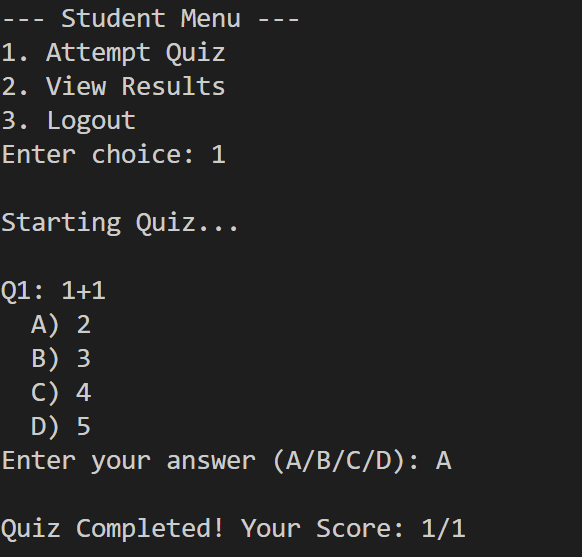 --- Student Menu ---
1. Attempt Quiz
2. View Results
3. Logout
Enter choice: 1
Starting Quiz...
Q1: 1+1
A) 2
B) 3
C) 4
D) 5
Enter your answer (A/B/C/D): A
Quiz Completed! Your Score: 1/1